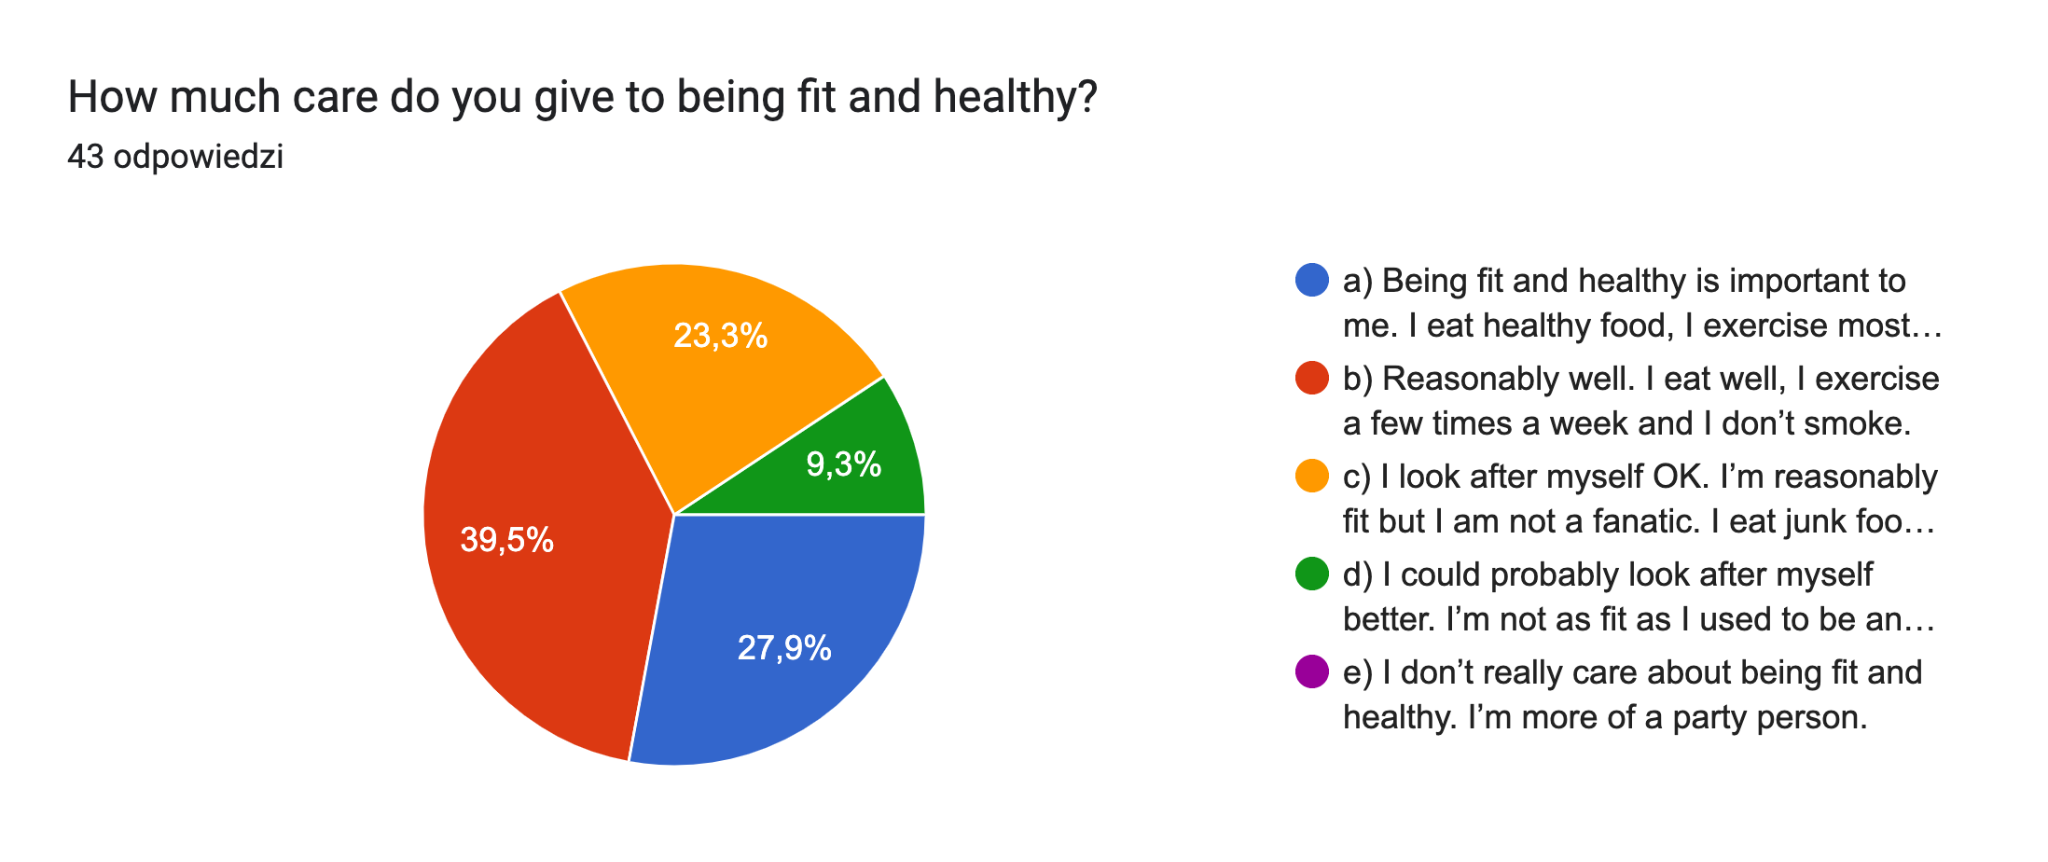 How much care do you give to being fit and healthy?
43 odpowiedzi
23,3%
9,3%
39,5%
27,9%
a) Being fit and healthy is important to
me. I eat healthy food, I exercise most…
b) Reasonably well. I eat well, I exercise
a few times a week and I don’t smoke.
c) I look after myself OK. I’m reasonably
fit but I am not a fanatic. I eat junk foo…
d) I could probably look after myself
better. I’m not as fit as I used to be an…
e) I don’t really care about being fit and
healthy. I’m more of a party person.